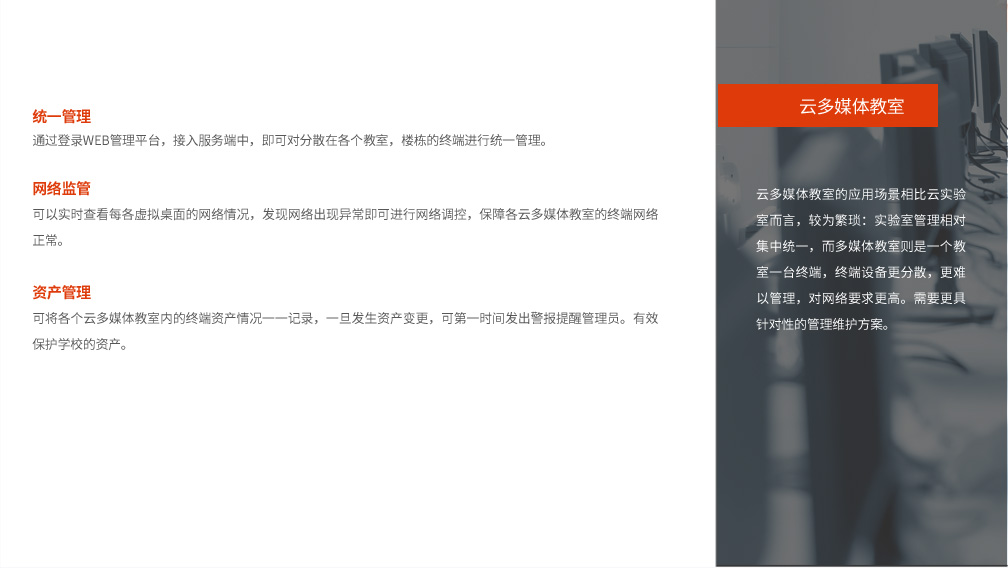 统一管理
通过登录WEB管理平台，接入服务端中，即可对分散在各个教室，楼栋的终端进行统一管理。
网络监管
可以实时查看每各虚拟桌面的网络情况，发现网络出现异常即可进行网络调控，保障各云多媒体教室的终端网络
正常。
资产管理
可将各个云多媒体教室内的终端资产情况一一记录，一旦发生资产变更，可第一时间发出警报提醒管理员。有效
保护学校的资产。
云多媒体教室
云多媒体教室的应用场景相比云实验
室而言，较为繁琐：实验室管理相对
集中统一，而多媒体教室则是一个教
室一台终端，终端设备更分散，更难
以管理，对网络要求更高。需要更具
针对性的管理维护方案。